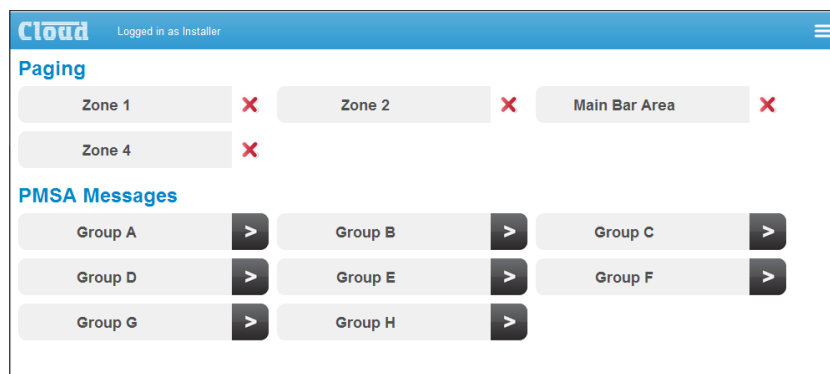 Cloud Logged in as Installer
Paging
Zone 1 Zone 2 Main Bar Area
Zone 4
PMSA Messages
Group A > Group B > Group C >
Group D > Group E > Group F >
Group G > Group H >